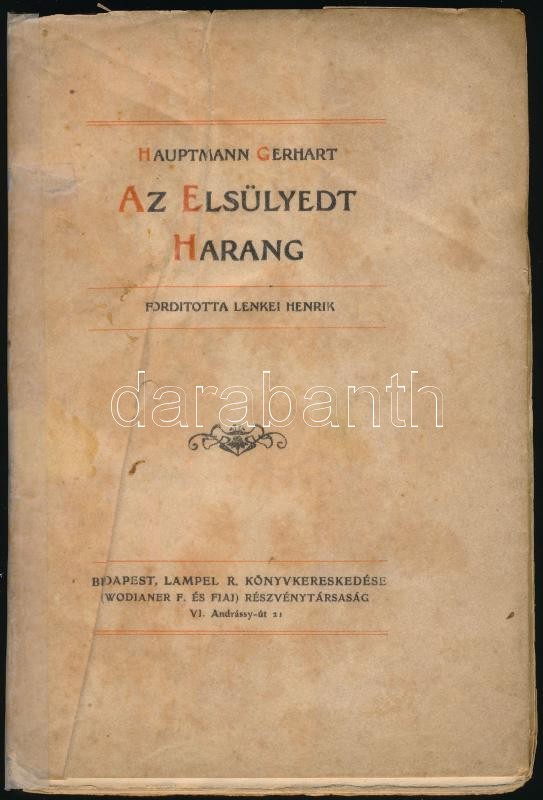 HAUPTMANN GERHART
AZ ELSÜLYEDT
HARANG
FORDITOTTA LENKEI HENRIK
darabanth
BUDAPEST, LAMPEL R. KÖNYVKERESKEDÉSE
(WODIANER F. ÉS FIAI) RÉSZVÉNYTÁRSASÁG
VI. Andrássy-út 21